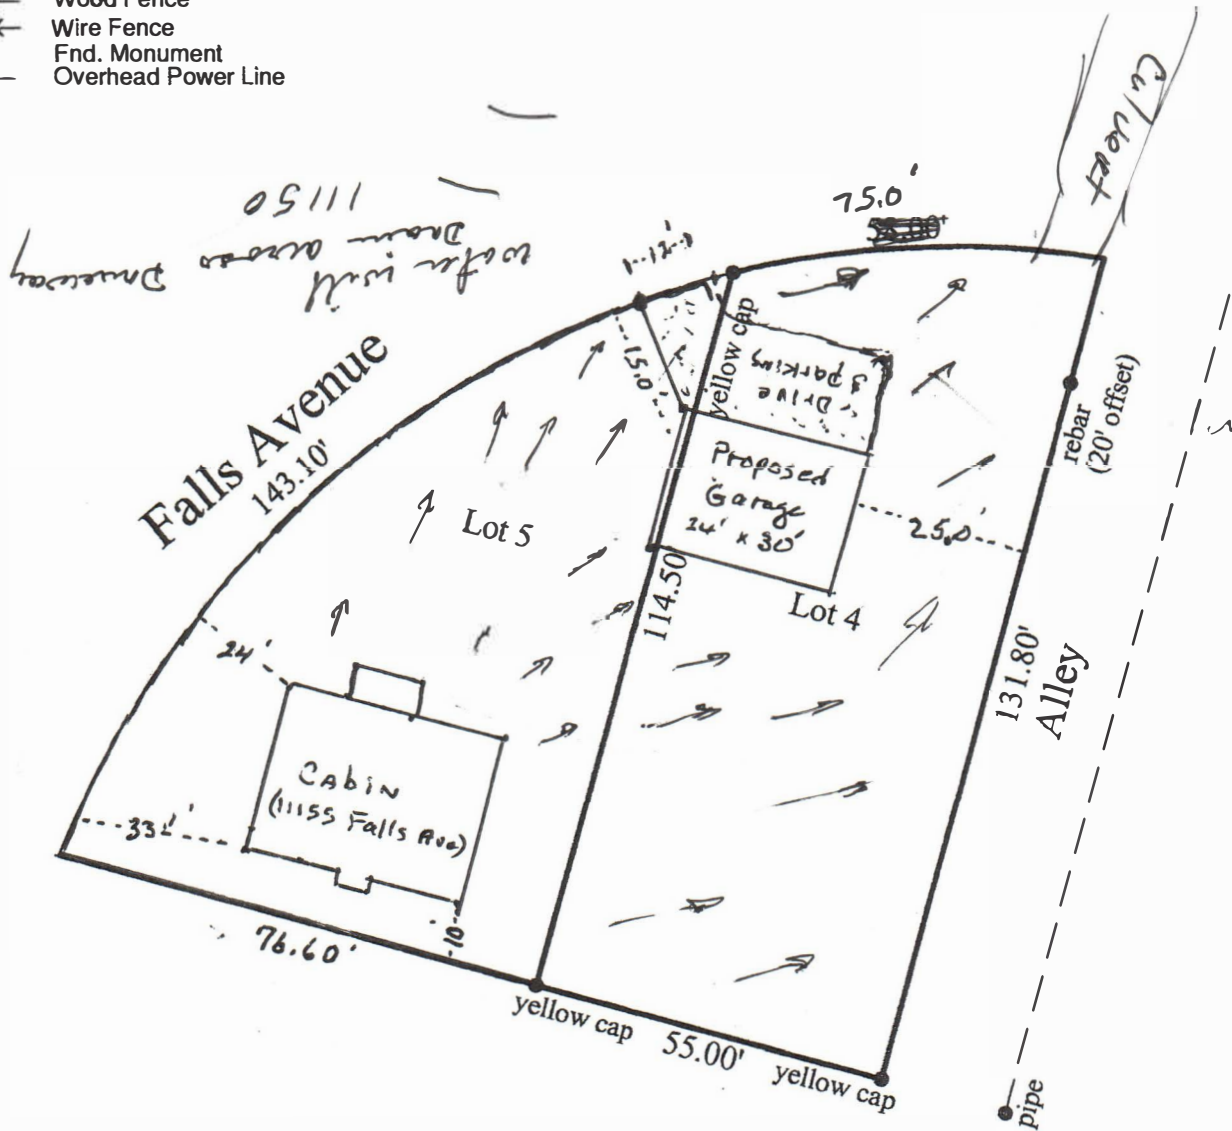 Wood Fence
Wire Fence
Fnd. Monument
Overhead Power Line
Culvert
water will
Drain across Driveway
11150
75.0'
Falls Avenue
143.10'
15.0'
yellow cap
Drive
& parking
Proposed
Garage
24' x 30'
25.0'
rebar
(20' offset)
Lot 5
Lot 4
114.50
131.80'
Alley
24'
CABIN
(11155 Falls Ave)
33'
10'
76.60'
yellow cap
55.00'
yellow cap
pipe